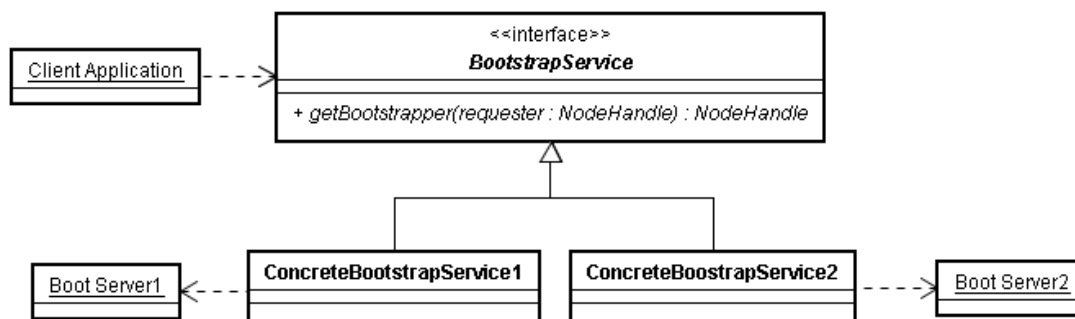 <<interface>>
BootstrapService
Client Application
+ getBootstrapper(requester : NodeHandle) : NodeHandle
ConcreteBootstrapService1
ConcreteBoostrapService2
Boot Server1
Boot Server2